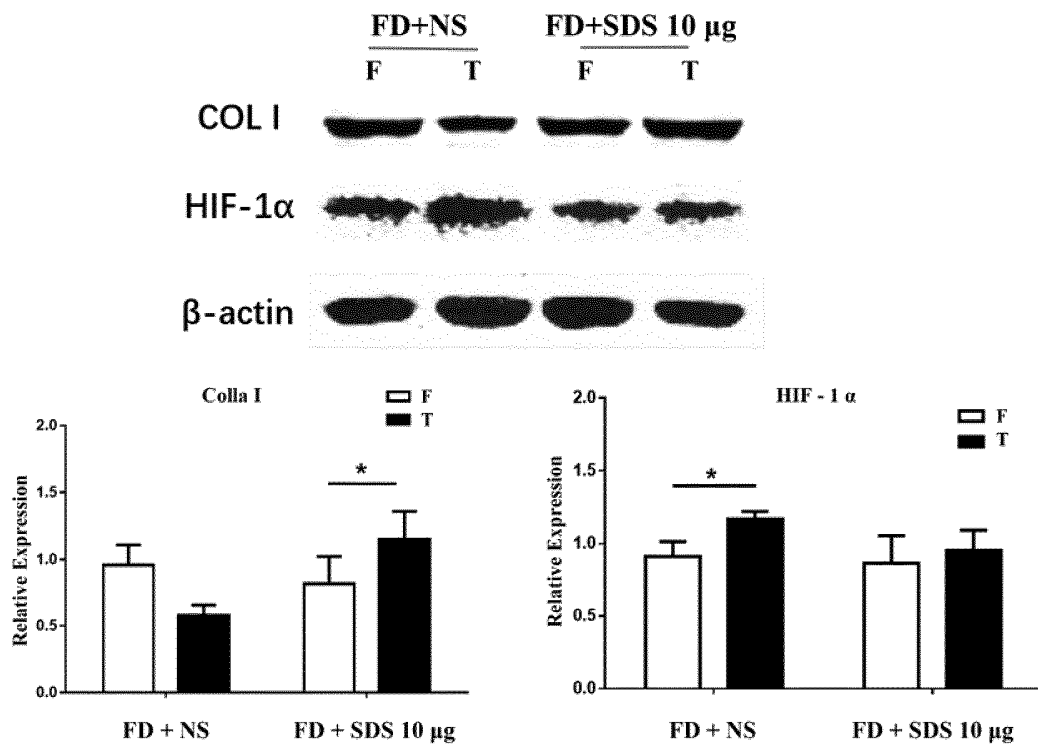 FD+NS FD+SDS 10 μg
F T F T
COL I
HIF-1α
β-actin
Colla I
F
T
2.0
1.5
1.0
0.5
0.0
Relative Expression
*
FD + NS FD + SDS 10 μg
HIF - 1 α
F
T
2.0
1.5
1.0
0.5
0.0
Relative Expression
*
FD + NS FD + SDS 10 μg